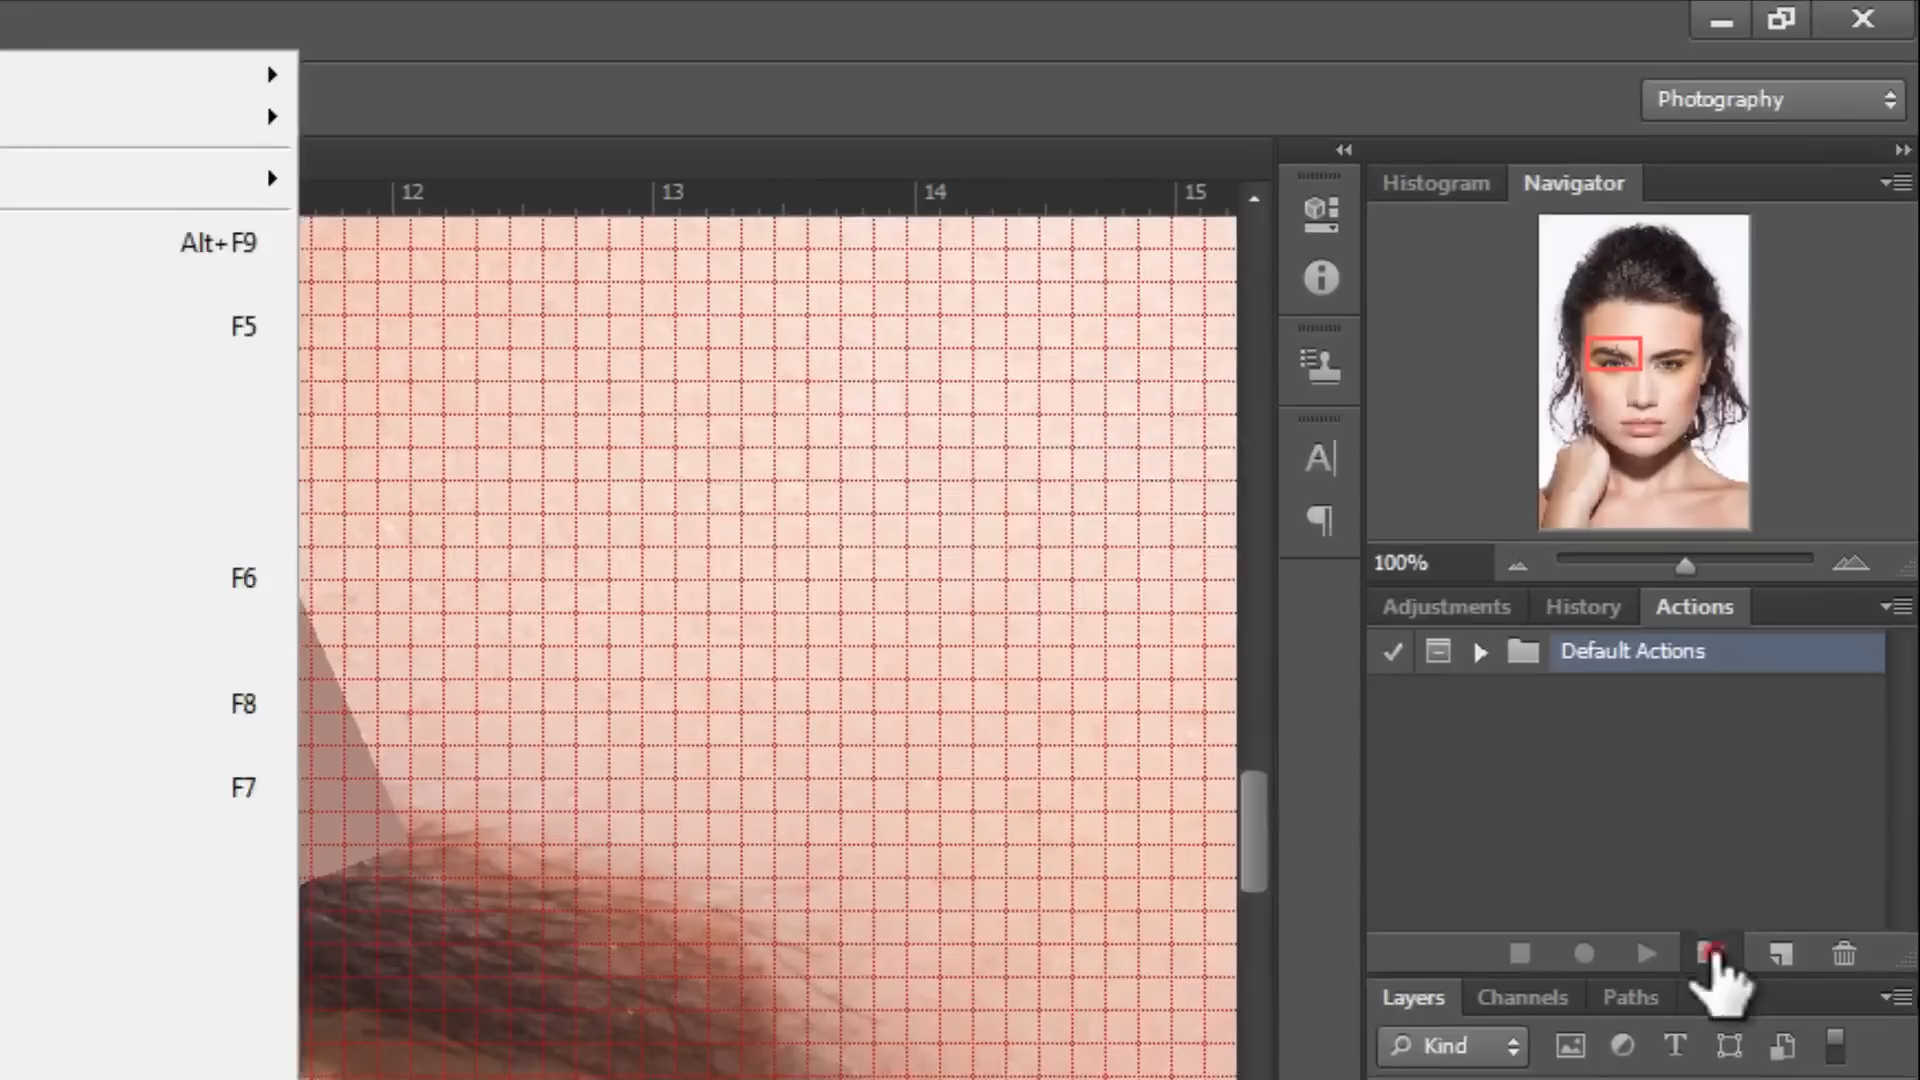 Photography
12 13 14 15
Histogram Navigator
Alt+F9
F5
A
100%
F6
Adjustments History Actions
Default Actions
F8
F7
Layers Channels Paths
Kind
T